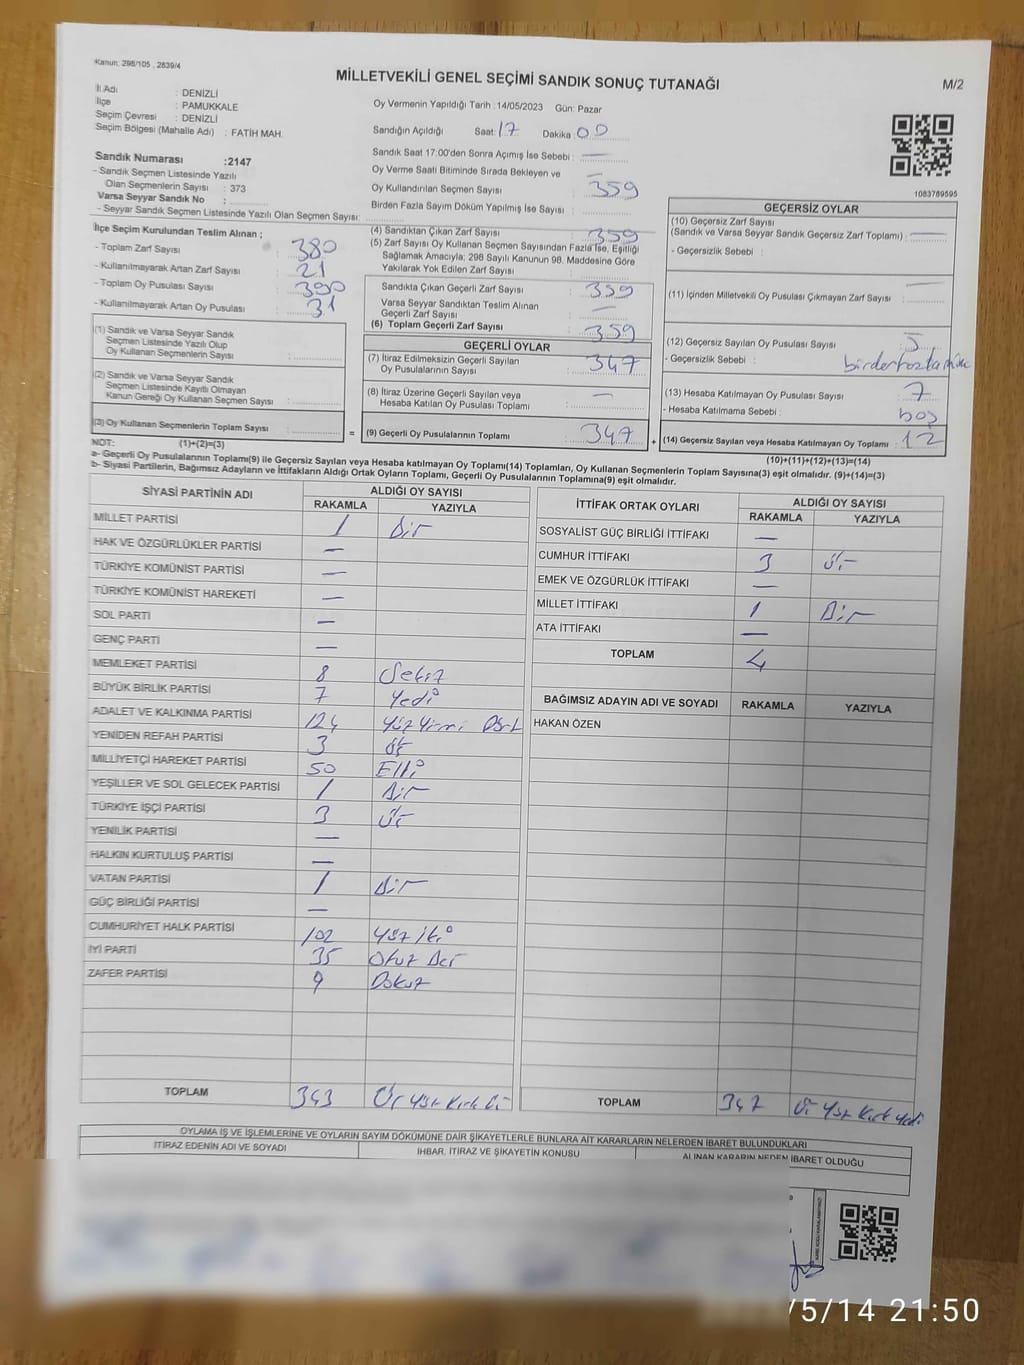 Kanun: 298/105 , 2839/4
MİLLETVEKİLİ GENEL SEÇİMİ SANDIK SONUÇ TUTANAĞI
M/2
İl Adı : DENİZLİ
İlçe : PAMUKKALE
Seçim Çevresi : DENİZLİ
Seçim Bölgesi (Mahalle Adı) : FATİH MAH.
Sandık Numarası :2147
- Sandık Seçmen Listesinde Yazılı
Olan Seçmenlerin Sayısı : 373
Varsa Seyyar Sandık No :
- Seyyar Sandık Seçmen Listesinde Yazılı Olan Seçmen Sayısı:
Oy Vermenin Yapıldığı Tarih :14/05/2023 Gün: Pazar
Sandığın Açıldığı Saat: 17 Dakika 00
Sandık Saat 17:00'den Sonra Açımış İse Sebebi : —
Oy Verme Saati Bitiminde Sırada Bekleyen ve —
Oy Kullandırılan Seçmen Sayısı : 359
Birden Fazla Sayım Döküm Yapılmış İse Sayısı :
1083789595
İlçe Seçim Kurulundan Teslim Alınan ;
- Toplam Zarf Sayısı : 380
- Kullanılmayarak Artan Zarf Sayısı : 21
- Toplam Oy Pusulası Sayısı : 390
- Kullanılmayarak Artan Oy Pusulası : 31
(1) Sandık ve Varsa Seyyar Sandık
Seçmen Listesinde Yazılı Olup
Oy Kullanan Seçmenlerin Sayısı :
(2) Sandık ve Varsa Seyyar Sandık
Seçmen Listesinde Kayıtlı Olmayan
Kanun Gereği Oy Kullanan Seçmen Sayısı :
(3) Oy Kullanan Seçmenlerin Toplam Sayısı :
(4) Sandıktan Çıkan Zarf Sayısı : 359
(5) Zarf Sayısı Oy Kullanan Seçmen Sayısından Fazla İse, Eşitliği
Sağlamak Amacıyla; 298 Sayılı Kanunun 98. Maddesine Göre
Yakılarak Yok Edilen Zarf Sayısı :
Sandıkta Çıkan Geçerli Zarf Sayısı : 359
Varsa Seyyar Sandıktan Teslim Alınan
Geçerli Zarf Sayısı : —
(6) Toplam Geçerli Zarf Sayısı : 359
GEÇERLİ OYLAR
(7) İtiraz Edilmeksizin Geçerli Sayılan
Oy Pusulalarının Sayısı : 347
(8) İtiraz Üzerine Geçerli Sayılan veya
Hesaba Katılan Oy Pusulası Toplamı : —
= (9) Geçerli Oy Pusulalarının Toplamı : 347 +
GEÇERSİZ OYLAR
(10) Geçersiz Zarf Sayısı
(Sandık ve Varsa Seyyar Sandık Geçersiz Zarf Toplamı) : —
- Geçersizlik Sebebi :
(11) İçinden Milletvekili Oy Pusulası Çıkmayan Zarf Sayısı : —
(12) Geçersiz Sayılan Oy Pusulası Sayısı : 5
- Geçersizlik Sebebi :
(13) Hesaba Katılmayan Oy Pusulası Sayısı : 7
- Hesaba Katılmama Sebebi : boş
(14) Geçersiz Sayılan veya Hesaba Katılmayan Oy Toplamı : 12
NOT: (1)+(2)=(3) (10)+(11)+(12)+(13)=(14)
a- Geçerli Oy Pusulalarının Toplamı(9) ile Geçersiz Sayılan veya Hesaba katılmayan Oy Toplamı(14) Toplamları, Oy Kullanan Seçmenlerin Toplam Sayısına(3) eşit olmalıdır. (9)+(14)=(3)
b- Siyasi Partilerin, Bağımsız Adayların ve İttifakların Aldığı Ortak Oyların Toplamı, Geçerli Oy Pusulalarının Toplamına(9) eşit olmalıdır.
SİYASİ PARTİNİN ADI ALDIĞI OY SAYISI
RAKAMLA YAZIYLA
MİLLET PARTİSİ 1 Bir
HAK VE ÖZGÜRLÜKLER PARTİSİ —
TÜRKİYE KOMÜNİST PARTİSİ —
TÜRKİYE KOMÜNİST HAREKETİ —
SOL PARTİ —
GENÇ PARTİ —
MEMLEKET PARTİSİ 8 Sekiz
BÜYÜK BİRLİK PARTİSİ 7 Yedi
ADALET VE KALKINMA PARTİSİ 124 Yüz Yirmi Dört
YENİDEN REFAH PARTİSİ 3 Üç
MİLLİYETÇİ HAREKET PARTİSİ 50 Elli
YEŞİLLER VE SOL GELECEK PARTİSİ 1 Bir
TÜRKİYE İŞÇİ PARTİSİ 3 Üç
YENİLİK PARTİSİ —
HALKIN KURTULUŞ PARTİSİ —
VATAN PARTİSİ 1 Bir
GÜÇ BİRLİĞİ PARTİSİ —
CUMHURİYET HALK PARTİSİ 102 Yüz İki
İYİ PARTİ 35 Otuz Beş
ZAFER PARTİSİ 9 Dokuz
TOPLAM 343 Üç Yüz Kırk Üç
İTTİFAK ORTAK OYLARI ALDIĞI OY SAYISI
RAKAMLA YAZIYLA
SOSYALİST GÜÇ BİRLİĞİ İTTİFAKI —
CUMHUR İTTİFAKI 3 Üç
EMEK VE ÖZGÜRLÜK İTTİFAKI —
MİLLET İTTİFAKI 1 Bir
ATA İTTİFAKI —
TOPLAM 4
BAĞIMSIZ ADAYIN ADI VE SOYADI RAKAMLA YAZIYLA
HAKAN ÖZEN
TOPLAM 347 Üç Yüz Kırk Yedi
OYLAMA İŞ VE İŞLEMLERİNE VE OYLARIN SAYIM DÖKÜMÜNE DAİR ŞİKAYETLERLE BUNLARA AİT KARARLARIN NELERDEN İBARET BULUNDUKLARI
İTİRAZ EDENİN ADI VE SOYADI İHBAR, İTİRAZ VE ŞİKAYETİN KONUSU ALINAN KARARIN NEDEN İBARET OLDUĞU
/5/14 21:50